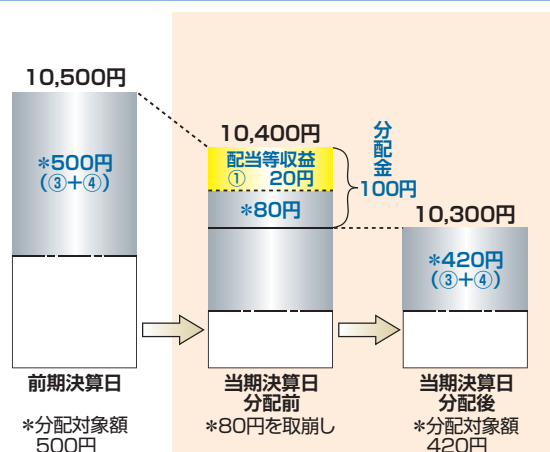 10,500円
*500円
(③+④)
前期決算日
*分配対象額
500円
10,400円
配当等収益
① 20円
*80円
分配金
100円
当期決算日
分配前
*80円を取崩し
10,300円
*420円
(③+④)
当期決算日
分配後
*分配対象額
420円